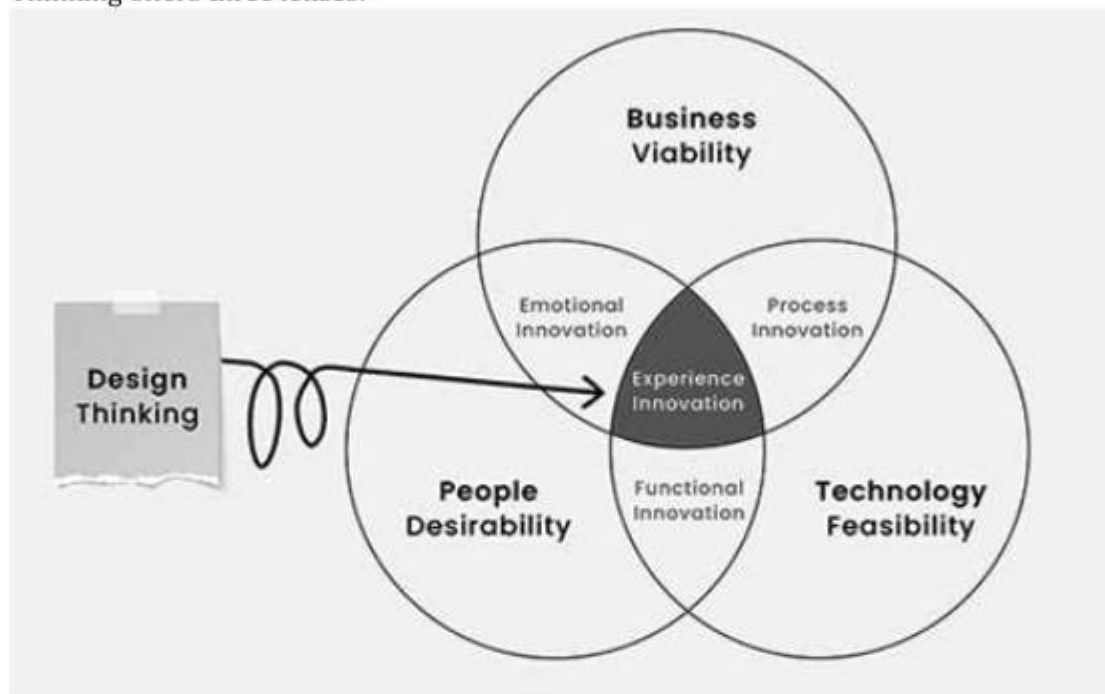 Business
Viability
Emotional
Innovation
Process
Innovation
Experience
Innovation
Design
Thinking
People
Desirability
Functional
Innovation
Technology
Feasibility